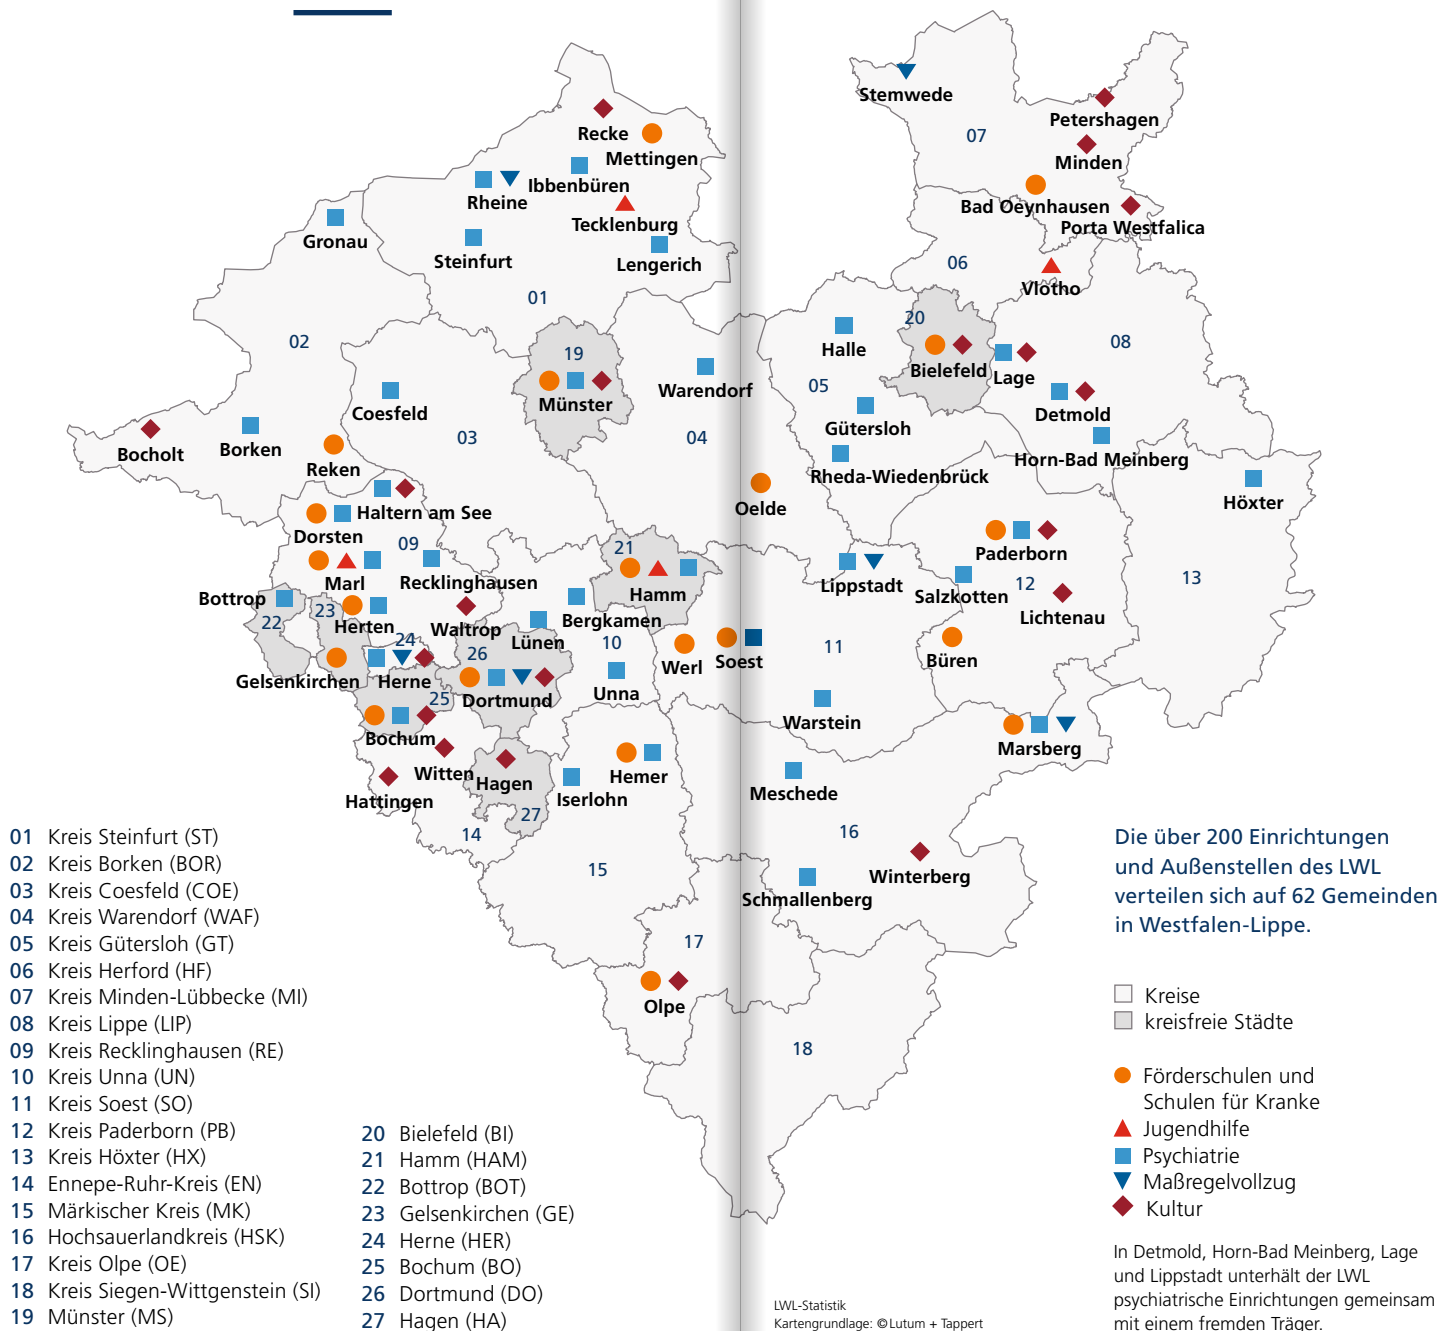 Stemwede
Petershagen
07
Minden
Recke
Mettingen
Ibbenbüren
Rheine
Bad Oeynhausen
Tecklenburg
Porta Westfalica
Gronau
Steinfurt
Lengerich
06
Vlotho
01
20
02
Halle
08
19
Bielefeld
Lage
05
Warendorf
Münster
Coesfeld
Detmold
Gütersloh
03
04
Bocholt
Borken
Horn-Bad Meinberg
Reken
Rheda-Wiedenbrück
Höxter
Oelde
Haltern am See
Dorsten
09
21
Paderborn
Marl
Recklinghausen
Lippstadt
13
12
Salzkotten
Hamm
Bottrop
23
22
Herten
Waltrop
Bergkamen
Lichtenau
24
Lünen
10
26
11
Werl
Soest
Büren
Gelsenkirchen
Herne
Dortmund
25
Unna
Warstein
Bochum
Marsberg
Witten
Hagen
Hemer
Iserlohn
Meschede
Hattingen
27
14
16
15
Winterberg
Schmallenberg
17
Olpe
18
01 Kreis Steinfurt (ST)
02 Kreis Borken (BOR)
03 Kreis Coesfeld (COE)
04 Kreis Warendorf (WAF)
05 Kreis Gütersloh (GT)
06 Kreis Herford (HF)
07 Kreis Minden-Lübbecke (MI)
08 Kreis Lippe (LIP)
09 Kreis Recklinghausen (RE)
10 Kreis Unna (UN)
11 Kreis Soest (SO)
12 Kreis Paderborn (PB)
13 Kreis Höxter (HX)
14 Ennepe-Ruhr-Kreis (EN)
15 Märkischer Kreis (MK)
16 Hochsauerlandkreis (HSK)
17 Kreis Olpe (OE)
18 Kreis Siegen-Wittgenstein (SI)
19 Münster (MS)
20 Bielefeld (BI)
21 Hamm (HAM)
22 Bottrop (BOT)
23 Gelsenkirchen (GE)
24 Herne (HER)
25 Bochum (BO)
26 Dortmund (DO)
27 Hagen (HA)
Die über 200 Einrichtungen
und Außenstellen des LWL
verteilen sich auf 62 Gemeinden
in Westfalen-Lippe.
Kreise
kreisfreie Städte
Förderschulen und
Schulen für Kranke
Jugendhilfe
Psychiatrie
Maßregelvollzug
Kultur
In Detmold, Horn-Bad Meinberg, Lage
und Lippstadt unterhält der LWL
psychiatrische Einrichtungen gemeinsam
mit einem fremden Träger.
LWL-Statistik
Kartengrundlage: © Lutum + Tappert